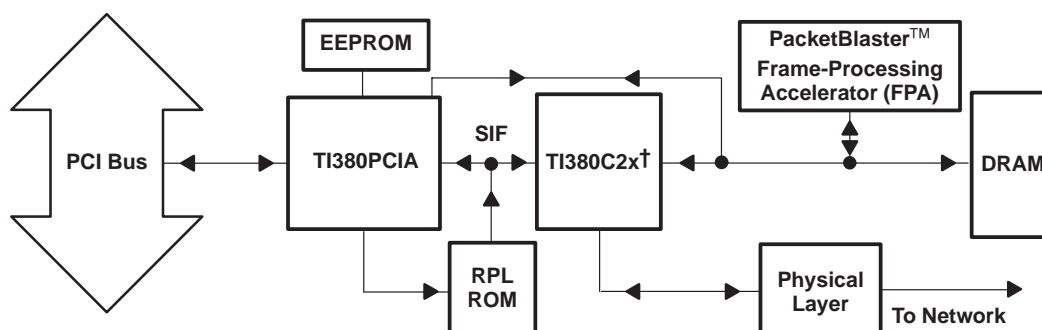 EEPROM
PacketBlaster™
Frame-Processing
Accelerator (FPA)
PCI Bus
TI380PCIA
SIF
TI380C2x†
DRAM
RPL
ROM
Physical
Layer
To Network